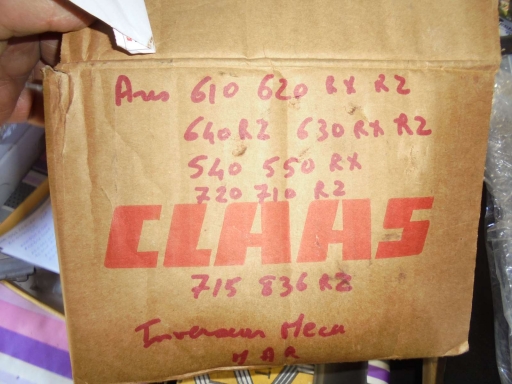 Ares 610 620 RX RZ
640 RZ 630 RX RZ
540 550 RX
720 710 RZ
CLAAS
715 836 RZ
Inverseur Meca